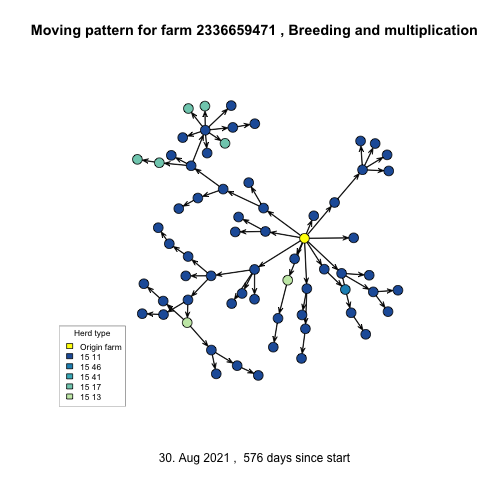 Moving pattern for farm 2336659471 , Breeding and multiplication
Herd type
Origin farm
15 11
15 46
15 41
15 17
15 13
30. Aug 2021 , 576 days since start